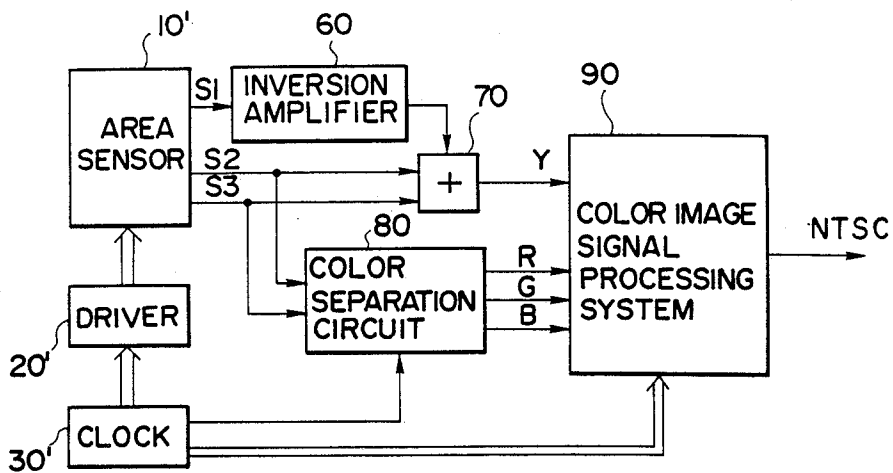 10'
60
S1
INVERSION
AMPLIFIER
70
90
AREA
SENSOR
S2
S3
+
Y
80
COLOR
SEPARATION
CIRCUIT
R
G
B
COLOR IMAGE
SIGNAL
PROCESSING
SYSTEM
NTSC
DRIVER
20'
CLOCK
30'